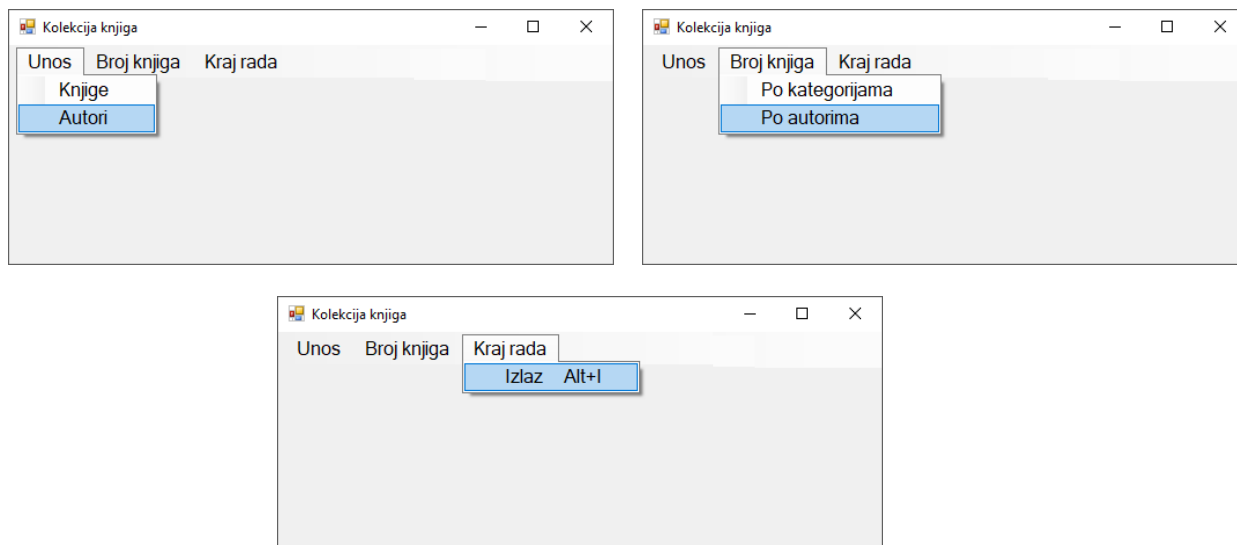 Kolekcija knjiga
Unos Broj knjiga Kraj rada
Knjige
Autori
Kolekcija knjiga
Unos Broj knjiga Kraj rada
Po kategorijama
Po autorima
Kolekcija knjiga
Unos Broj knjiga Kraj rada
Izlaz Alt+I